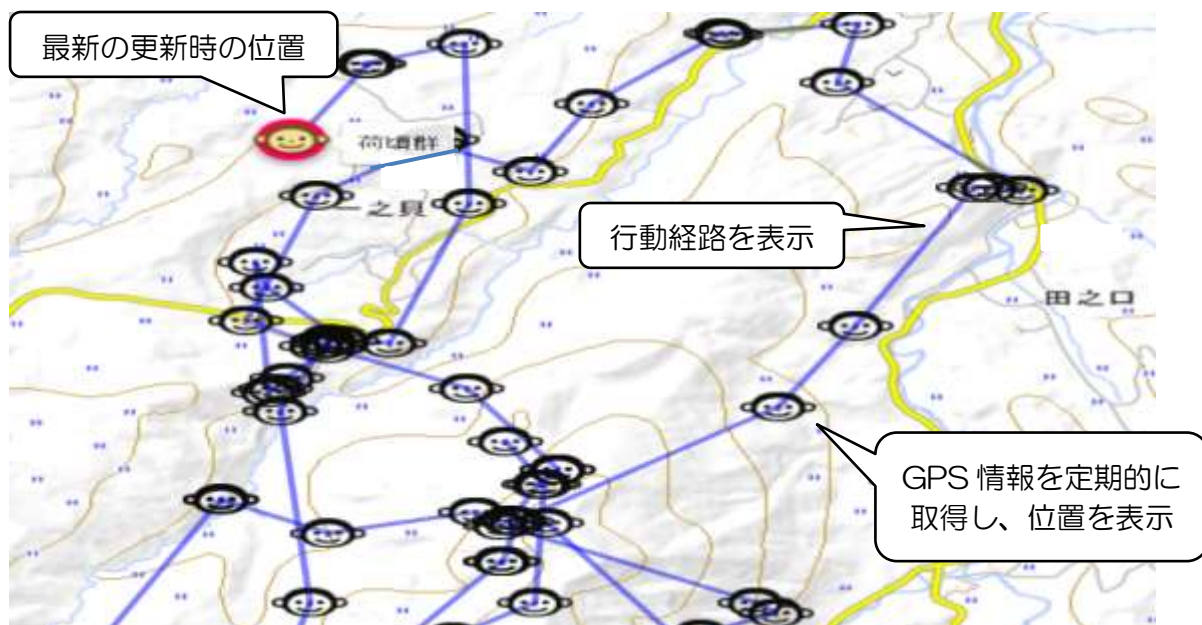 最新の更新時の位置
荷頃群
一之貝
行動経路を表示
田之口
GPS 情報を定期的に
取得し、位置を表示